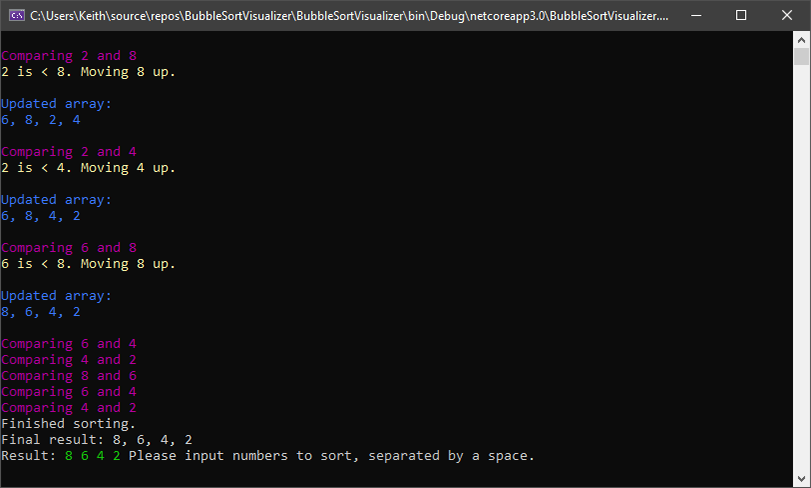 C:\Users\Keith\source\repos\BubbleSortVisualizer\BubbleSortVisualizer\bin\Debug\netcoreapp3.0\BubbleSortVisualizer....
Comparing 2 and 8
2 is < 8. Moving 8 up.
Updated array:
6, 8, 2, 4
Comparing 2 and 4
2 is < 4. Moving 4 up.
Updated array:
6, 8, 4, 2
Comparing 6 and 8
6 is < 8. Moving 8 up.
Updated array:
8, 6, 4, 2
Comparing 6 and 4
Comparing 4 and 2
Comparing 8 and 6
Comparing 6 and 4
Comparing 4 and 2
Finished sorting.
Final result: 8, 6, 4, 2
Result: 8 6 4 2 Please input numbers to sort, separated by a space.